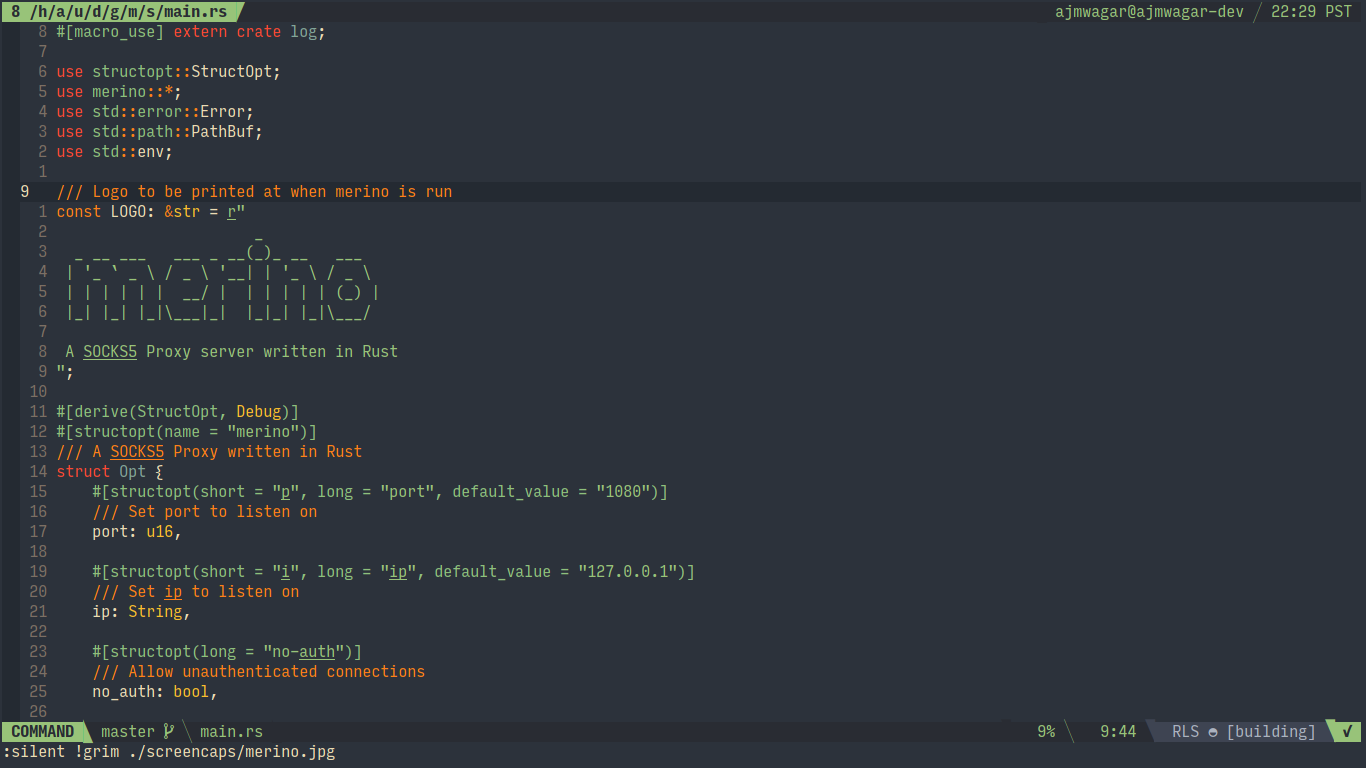 8 /h/a/u/d/g/m/s/main.rs ajmwagar@ajmwagar-dev 22:29 PST
8 #[macro_use] extern crate log;
7
6 use structopt::StructOpt;
5 use merino::*;
4 use std::error::Error;
3 use std::path::PathBuf;
2 use std::env;
1
9 /// Logo to be printed at when merino is run
1 const LOGO: &str = r"
2                       _
3   _ __ ___   ___ _ __(_)_ __   ___
4  | '_ ` _ \ / _ \ '__| | '_ \ / _ \
5  | | | | | |  __/ |  | | | | | (_) |
6  |_| |_| |_|\___|_|  |_|_| |_|\___/
7
8  A SOCKS5 Proxy server written in Rust
9 ";
10
11 #[derive(StructOpt, Debug)]
12 #[structopt(name = "merino")]
13 /// A SOCKS5 Proxy written in Rust
14 struct Opt {
15     #[structopt(short = "p", long = "port", default_value = "1080")]
16     /// Set port to listen on
17     port: u16,
18
19     #[structopt(short = "i", long = "ip", default_value = "127.0.0.1")]
20     /// Set ip to listen on
21     ip: String,
22
23     #[structopt(long = "no-auth")]
24     /// Allow unauthenticated connections
25     no_auth: bool,
26
COMMAND master main.rs 9% 9:44 RLS [building] ✓
:silent !grim ./screencaps/merino.jpg